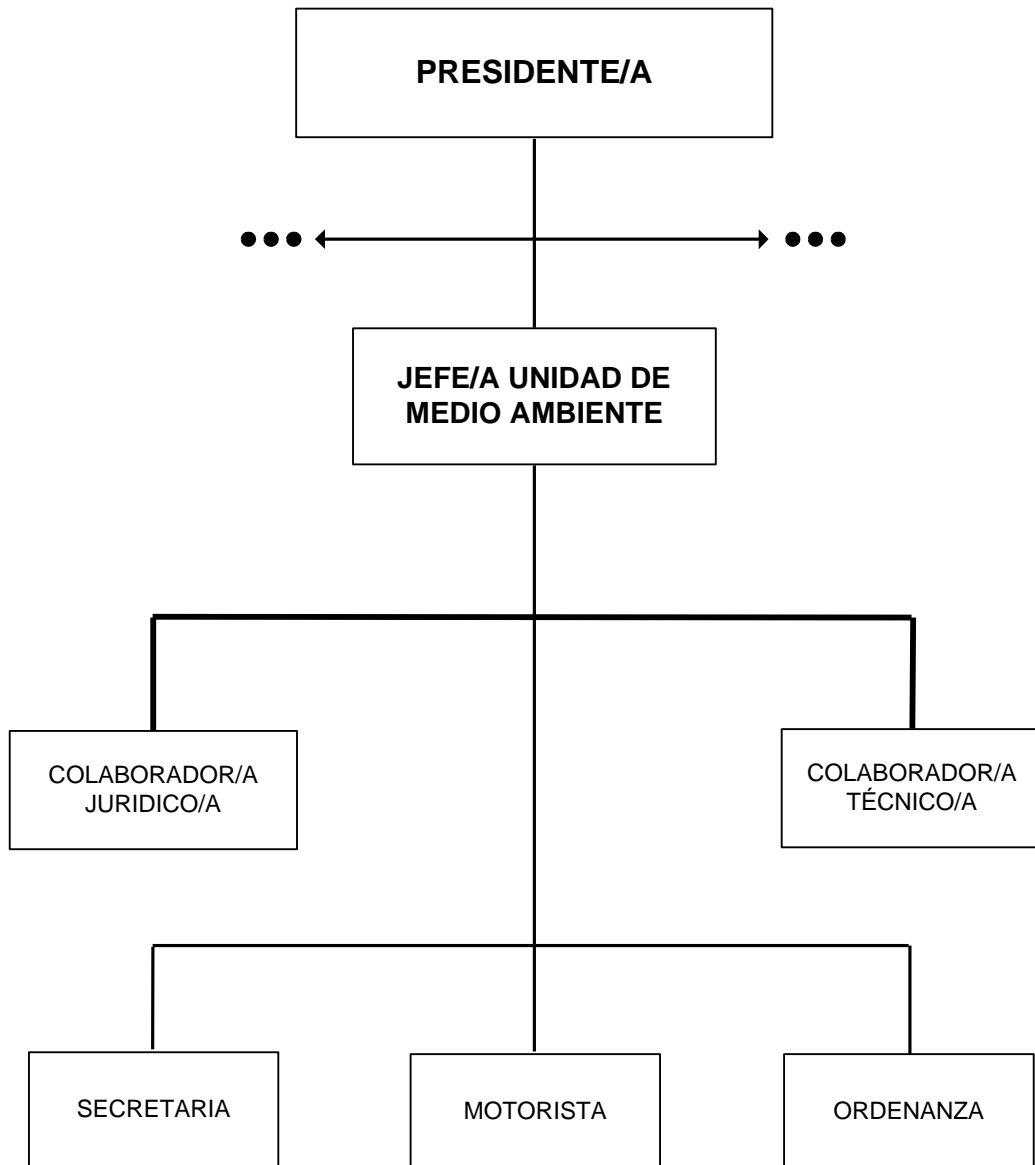 PRESIDENTE/A
JEFE/A UNIDAD DE
MEDIO AMBIENTE
COLABORADOR/A
JURIDICO/A
COLABORADOR/A
TÉCNICO/A
SECRETARIA
MOTORISTA
ORDENANZA